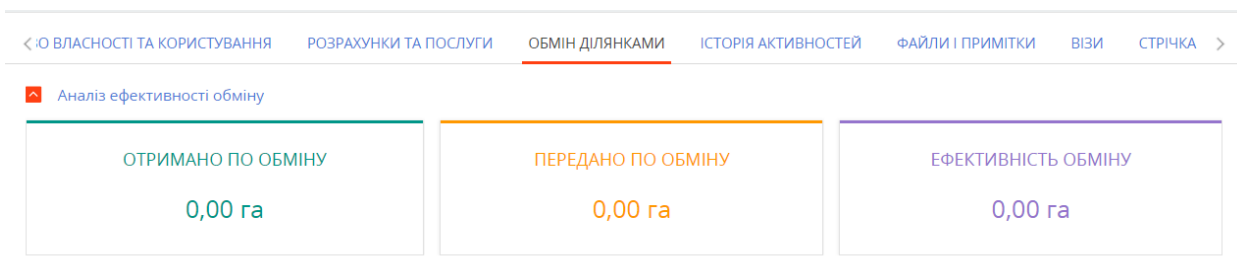 ЗО ВЛАСНОСТІ ТА КОРИСТУВАННЯ РОЗРАХУНКИ ТА ПОСЛУГИ ОБМІН ДІЛЯНКАМИ ІСТОРІЯ АКТИВНОСТЕЙ ФАЙЛИ І ПРИМІТКИ ВІЗИ СТРІЧКА
Аналіз ефективності обміну
ОТРИМАНО ПО ОБМІНУ ПЕРЕДАНО ПО ОБМІНУ ЕФЕКТИВНІСТЬ ОБМІНУ
0,00 га 0,00 га 0,00 га